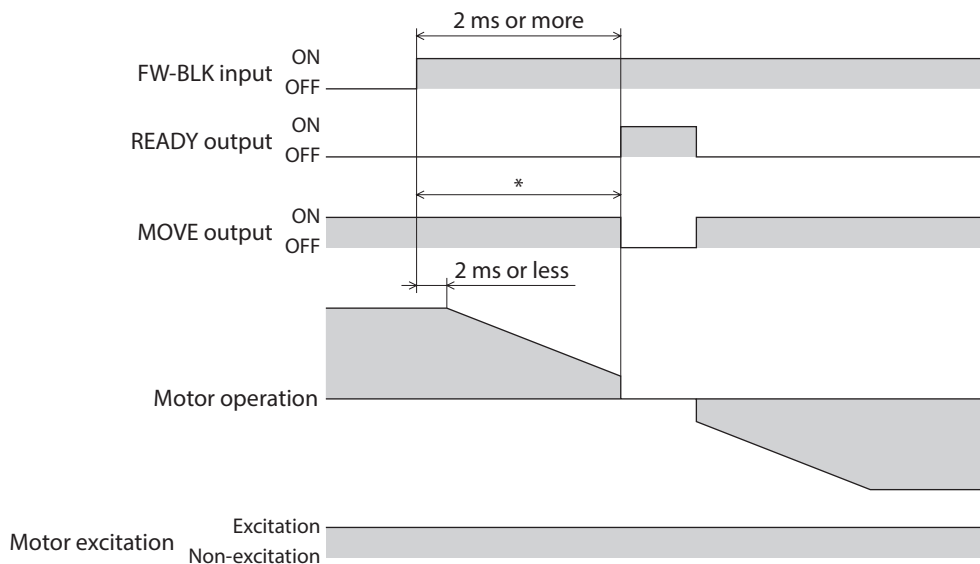 2 ms or more
FW-BLK input ON
OFF
READY output ON
OFF
*
MOVE output ON
OFF
2 ms or less
Motor operation
Motor excitation Excitation
Non-excitation